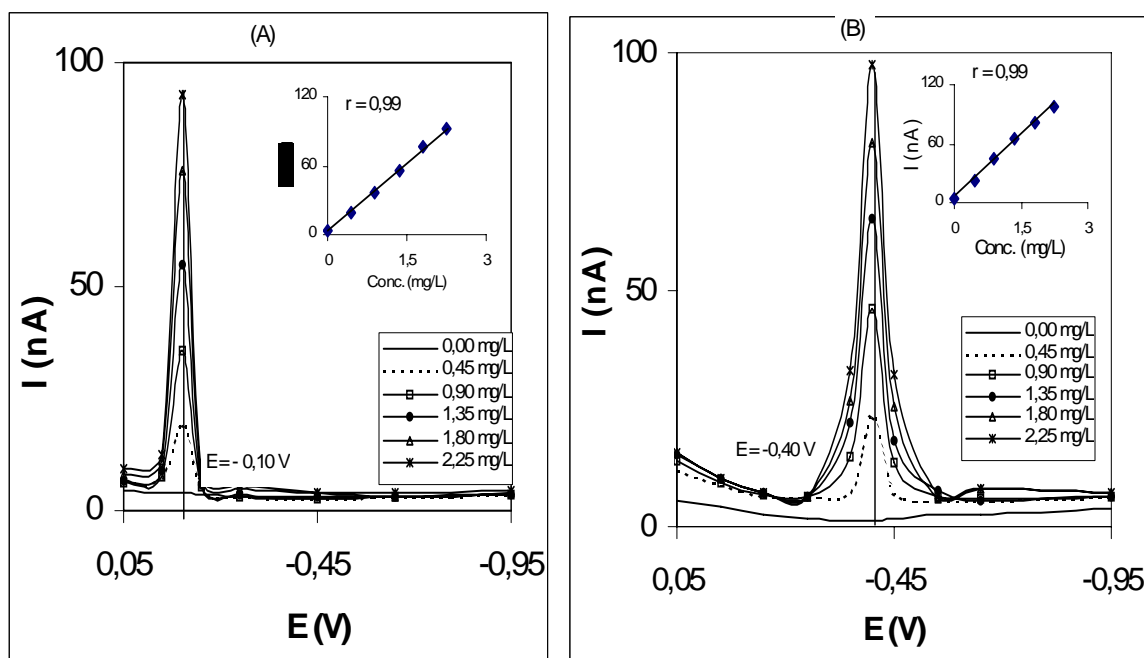 (A)
100
50
0
I (nA)
0,05
-0,45
-0,95
E (V)
E = - 0,10 V
r = 0,99
120
60
0
0
1,5
3
Conc. (mg/L)
0,00 mg/L
0,45 mg/L
0,90 mg/L
1,35 mg/L
1,80 mg/L
2,25 mg/L
(B)
100
50
0
I (nA)
0,05
-0,45
-0,95
E (V)
E = -0,40 V
r = 0,99
120
60
0
I (nA)
0
1,5
3
Conc. (mg/L)
0,00 mg/L
0,45 mg/L
0,90 mg/L
1,35 mg/L
1,80 mg/L
2,25 mg/L